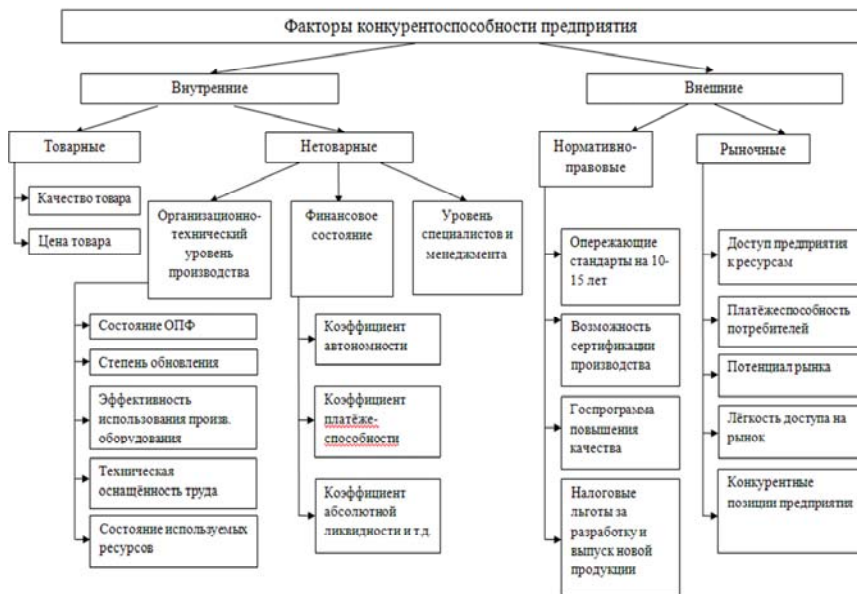 Факторы конкурентоспособности предприятия
Внутренние
Внешние
Товарные
Нетоварные
Нормативно-
правовые
Рыночные
Качество товара
Цена товара
Организационно-
технический
уровень
производства
Финансовое
состояние
Уровень
специалистов и
менеджмента
Состояние ОПФ
Степень обновления
Эффективность
использования произв.
оборудования
Техническая
оснащённость труда
Состояние используемых
ресурсов
Коэффициент
автономности
Коэффициент
платёже-
способности
Коэффициент
абсолютной
ликвидности и т.д.
Опережающие
стандарты на 10-
15 лет
Возможность
сертификации
производства
Госпрограмма
повышения
качества
Налоговые
льготы за
разработку и
выпуск новой
продукции
Доступ предприятия
к ресурсам
Платёжеспособность
потребителей
Потенциал рынка
Лёгкость доступа на
рынок
Конкурентные
позиции предприятия